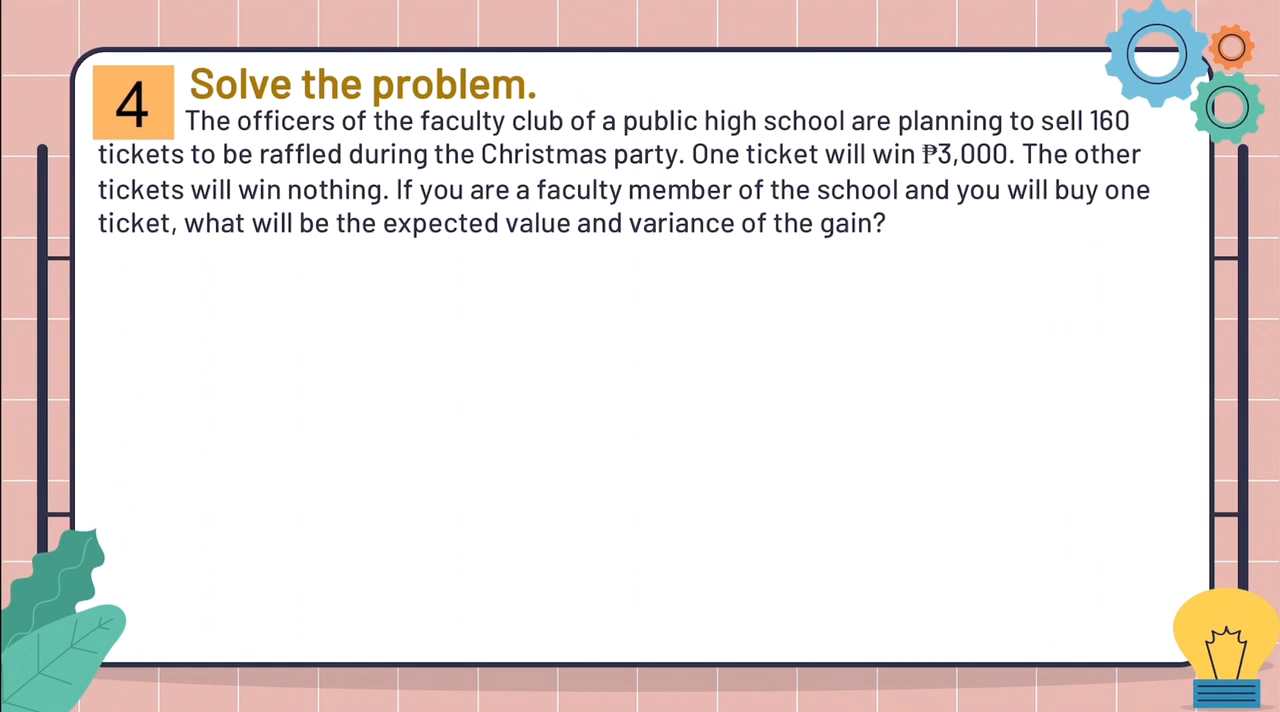 4
Solve the problem.
The officers of the faculty club of a public high school are planning to sell 160
tickets to be raffled during the Christmas party. One ticket will win ₱3,000. The other
tickets will win nothing. If you are a faculty member of the school and you will buy one
ticket, what will be the expected value and variance of the gain?